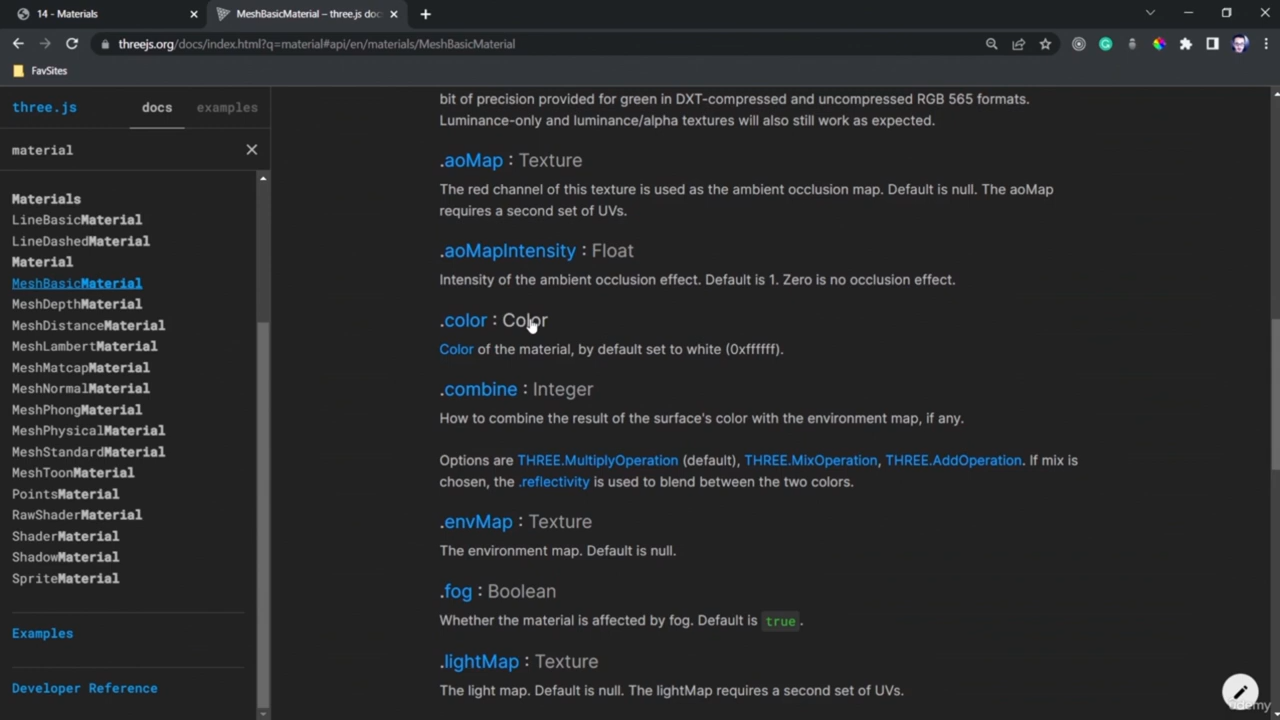 14 - Materials
MeshBasicMaterial – three.js doc
threejs.org/docs/index.html?q=material#api/en/materials/MeshBasicMaterial
FavSites
three.js
docs
examples
material
Materials
LineBasicMaterial
LineDashedMaterial
Material
MeshBasicMaterial
MeshDepthMaterial
MeshDistanceMaterial
MeshLambertMaterial
MeshMatcapMaterial
MeshNormalMaterial
MeshPhongMaterial
MeshPhysicalMaterial
MeshStandardMaterial
MeshToonMaterial
PointsMaterial
RawShaderMaterial
ShaderMaterial
ShadowMaterial
SpriteMaterial
Examples
Developer Reference
bit of precision provided for green in DXT-compressed and uncompressed RGB 565 formats.
Luminance-only and luminance/alpha textures will also still work as expected.
.aoMap : Texture
The red channel of this texture is used as the ambient occlusion map. Default is null. The aoMap
requires a second set of UVs.
.aoMapIntensity : Float
Intensity of the ambient occlusion effect. Default is 1. Zero is no occlusion effect.
.color : Color
Color of the material, by default set to white (0xffffff).
.combine : Integer
How to combine the result of the surface's color with the environment map, if any.
Options are THREE.MultiplyOperation (default), THREE.MixOperation, THREE.AddOperation. If mix is
chosen, the .reflectivity is used to blend between the two colors.
.envMap : Texture
The environment map. Default is null.
.fog : Boolean
Whether the material is affected by fog. Default is true.
.lightMap : Texture
The light map. Default is null. The lightMap requires a second set of UVs.
udemy